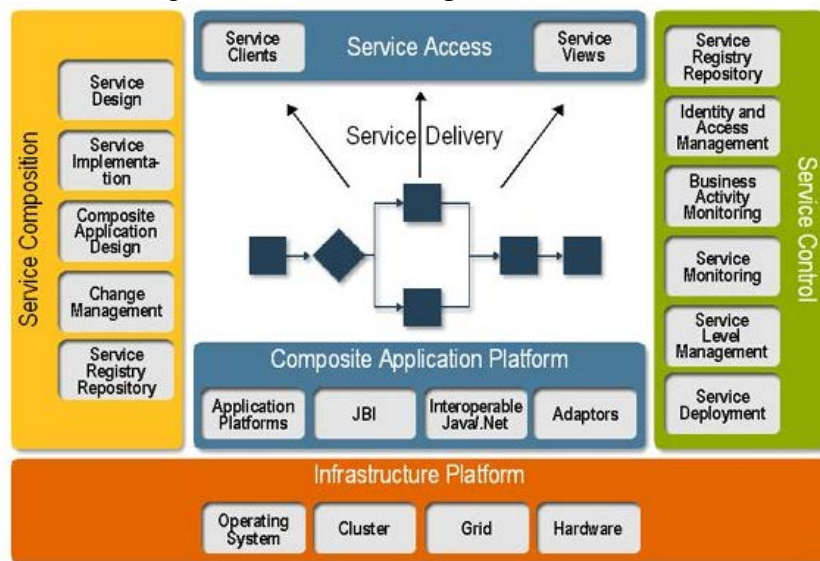 Service
Clients
Service Access
Service
Views
Service Composition
Service
Design
Service
Implementa-
tion
Composite
Application
Design
Change
Management
Service
Registry
Repository
Service Delivery
Composite Application Platform
Application
Platforms
JBI
Interoperable
Java/.Net
Adaptors
Service
Registry
Repository
Identity and
Access
Management
Business
Activity
Monitoring
Service
Monitoring
Service
Level
Management
Service
Deployment
Service Control
Infrastructure Platform
Operating
System
Cluster
Grid
Hardware